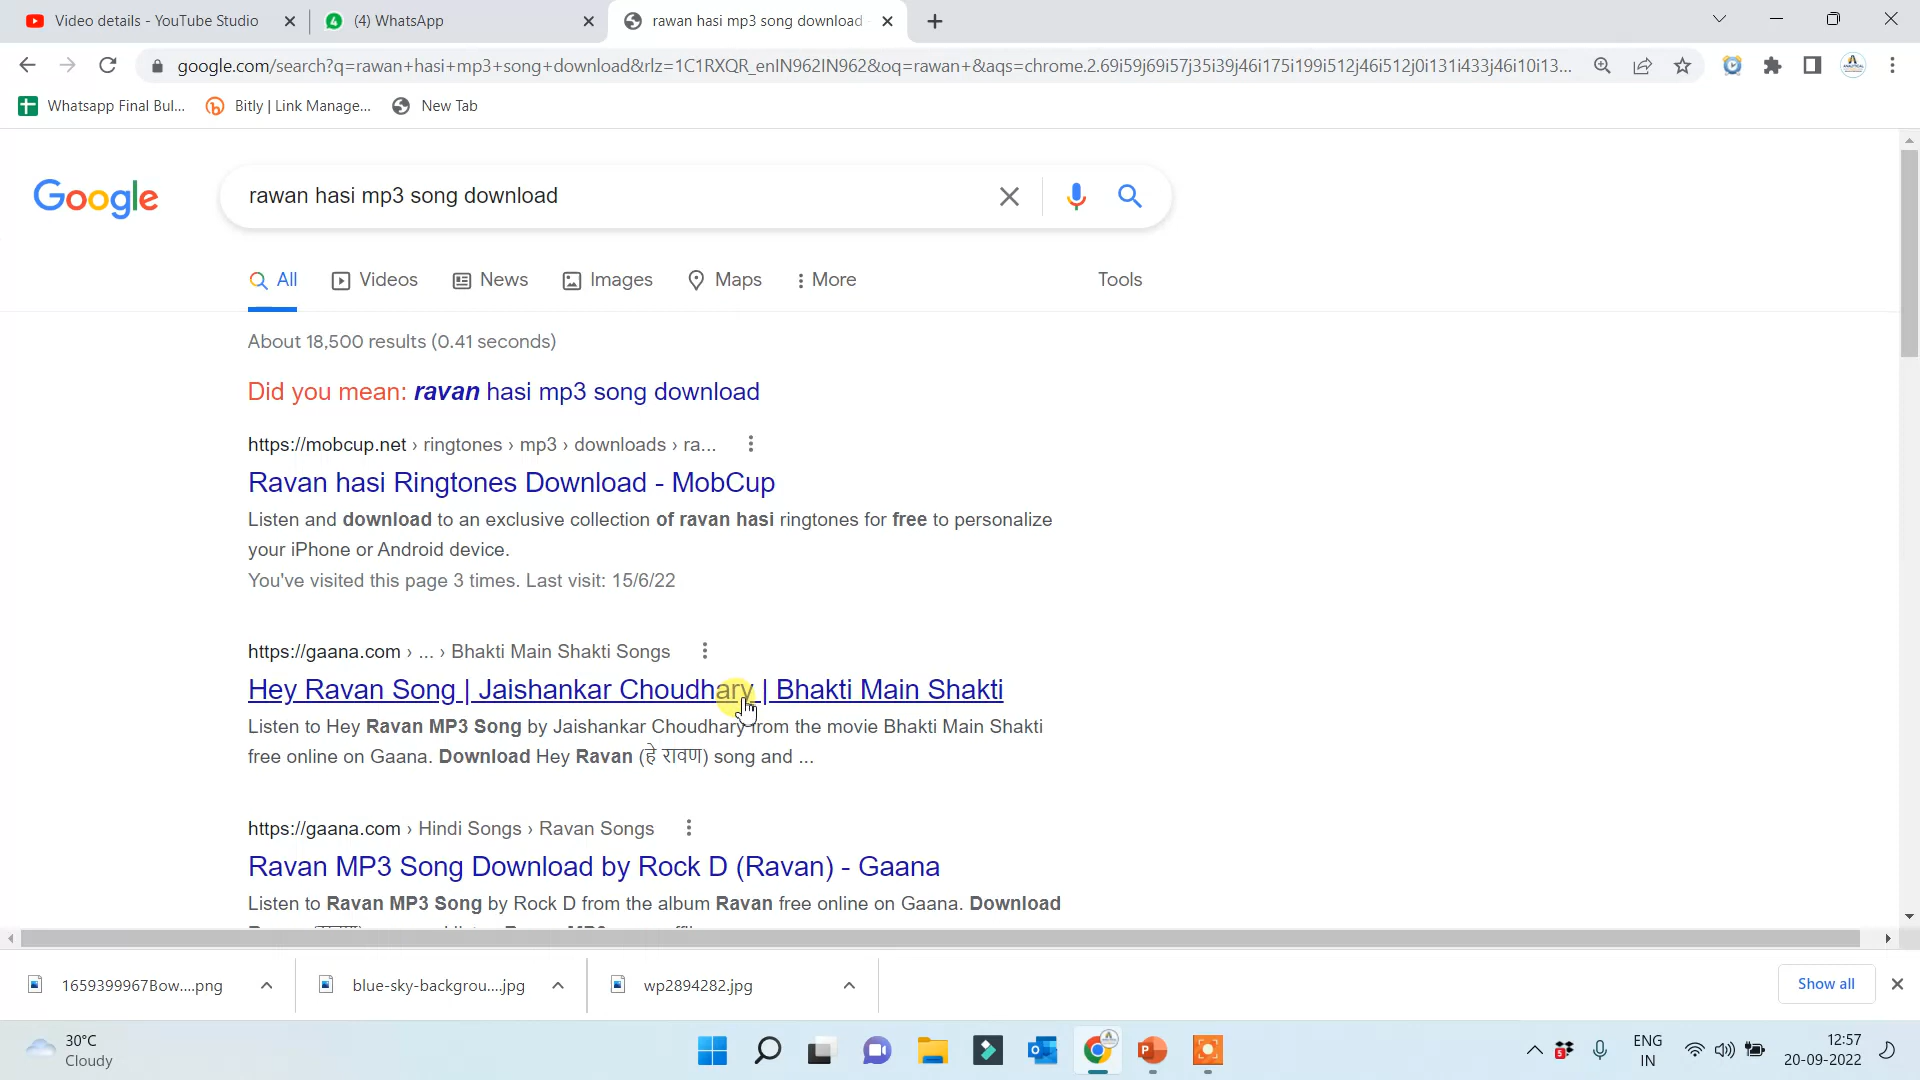 Video details - YouTube Studio
(4) WhatsApp
rawan hasi mp3 song download
google.com/search?q=rawan+hasi+mp3+song+download&rlz=1C1RXQR_enIN962IN962&oq=rawan+&aqs=chrome.2.69i59j69i57j35i39j46i175i199i512j46i512j0i131i433j46i10i13...
Whatsapp Final Bul...
Bitly | Link Manage...
New Tab
Google
rawan hasi mp3 song download
All
Videos
News
Images
Maps
More
Tools
About 18,500 results (0.41 seconds)
Did you mean: ravan hasi mp3 song download
https://mobcup.net › ringtones › mp3 › downloads › ra...
Ravan hasi Ringtones Download - MobCup
Listen and download to an exclusive collection of ravan hasi ringtones for free to personalize
your iPhone or Android device.
You've visited this page 3 times. Last visit: 15/6/22
https://gaana.com › ... › Bhakti Main Shakti Songs
Hey Ravan Song | Jaishankar Choudhary | Bhakti Main Shakti
Listen to Hey Ravan MP3 Song by Jaishankar Choudhary from the movie Bhakti Main Shakti
free online on Gaana. Download Hey Ravan (हे रावण) song and ...
https://gaana.com › Hindi Songs › Ravan Songs
Ravan MP3 Song Download by Rock D (Ravan) - Gaana
Listen to Ravan MP3 Song by Rock D from the album Ravan free online on Gaana. Download
1659399967Bow....png
blue-sky-backgrou....jpg
wp2894282.jpg
Show all
30°C
Cloudy
ENG
IN
12:57
20-09-2022